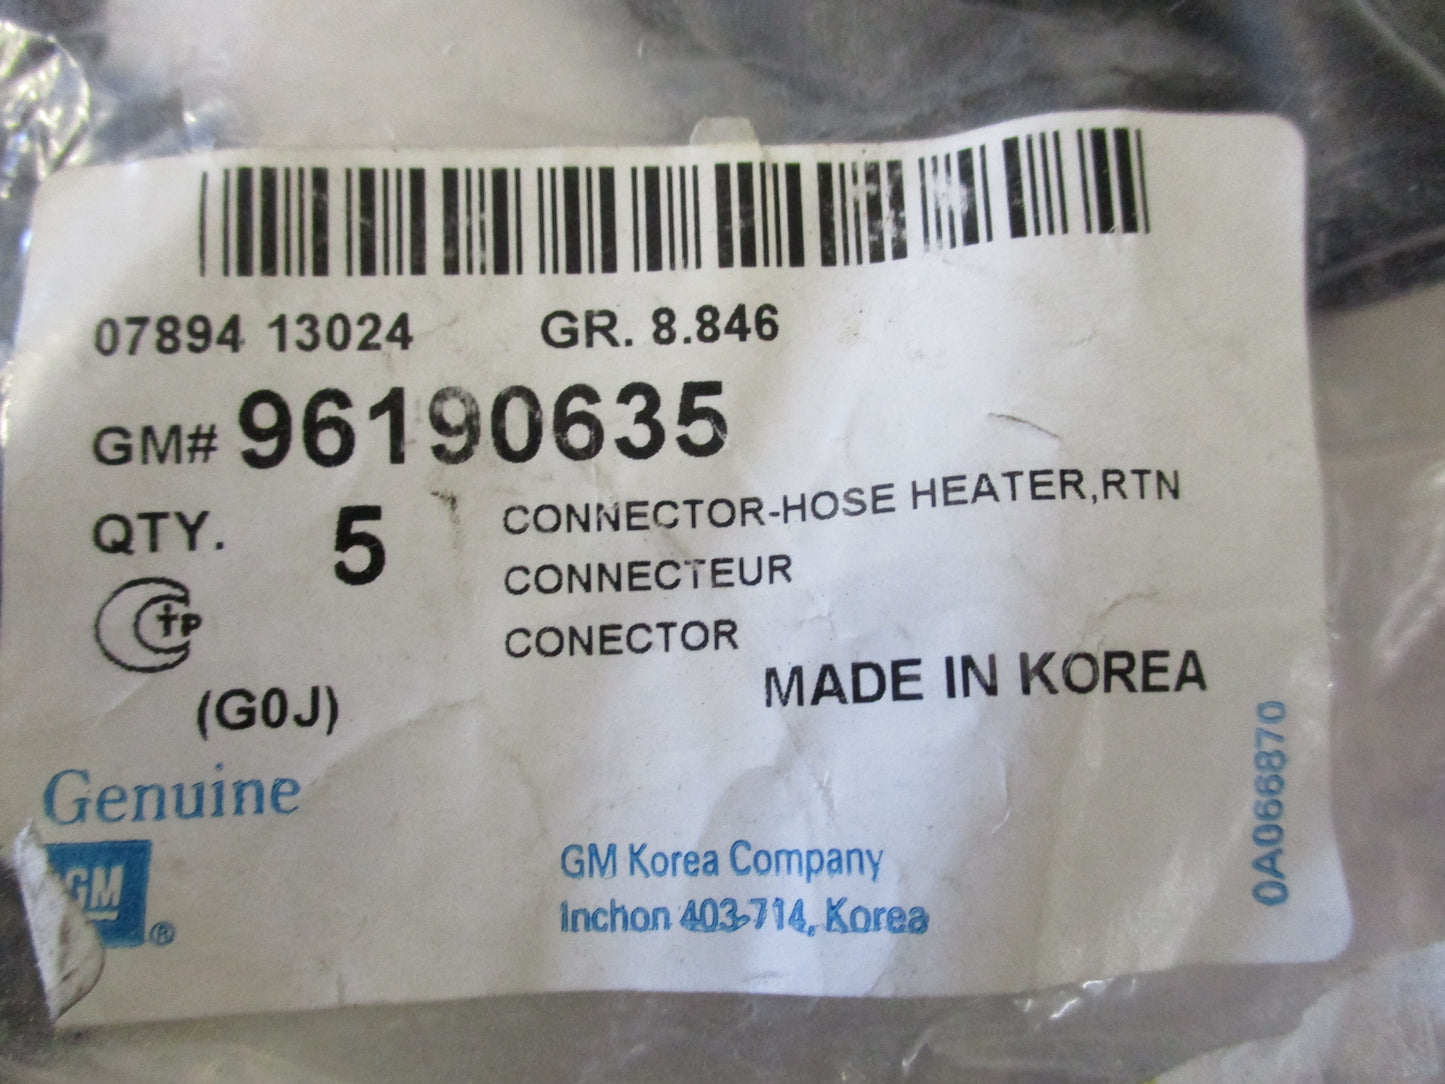 07894 13024 GR. 8.846
GM# 96190635
QTY. 5
CONNECTOR-HOSE HEATER,RTN
CONNECTEUR
CONECTOR
TP
(G0J)
MADE IN KOREA
Genuine
GM ®
GM Korea Company
Inchon 403-714, Korea
0A066870